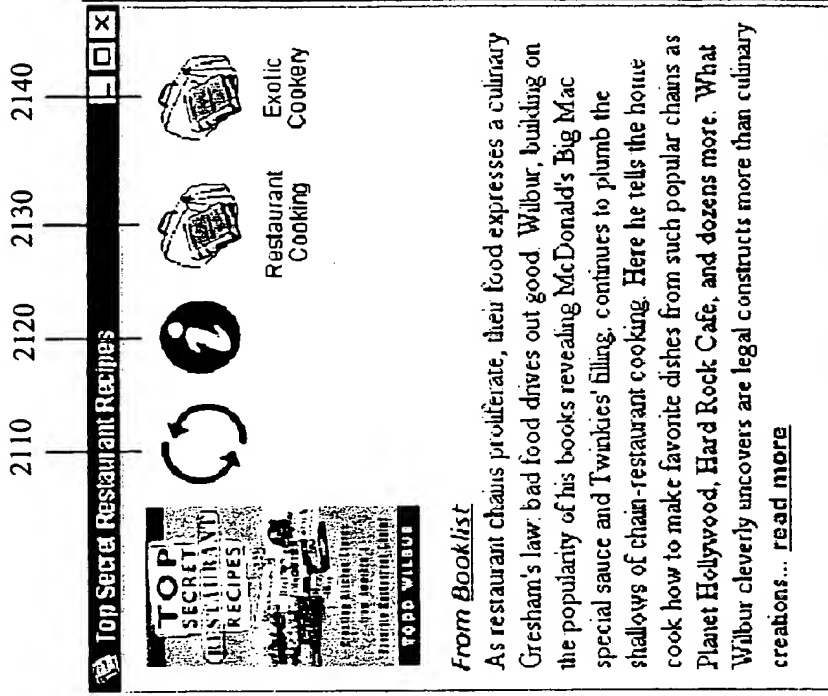 2110 2120 2130 2140
Top Secret Restaurant Recipes
TOP
SECRET
RESTAURANT
RECIPES
Favorite Restaurant Chains
TODD WILBUR
i
Restaurant
Cooking
Exotic
Cookery
From Booklist
As restaurant chains proliferate, their food expresses a culinary
Gresham's law: bad food drives out good. Wilbur, building on
the popularity of his books revealing McDonald's Big Mac
special sauce and Twinkies' filling, continues to plumb the
shallows of chain-restaurant cooking. Here he tells the home
cook how to make favorite dishes from such popular chains as
Planet Hollywood, Hard Rock Cafe, and dozens more. What
Wilbur cleverly uncovers are legal constructs more than culinary
creations... read more